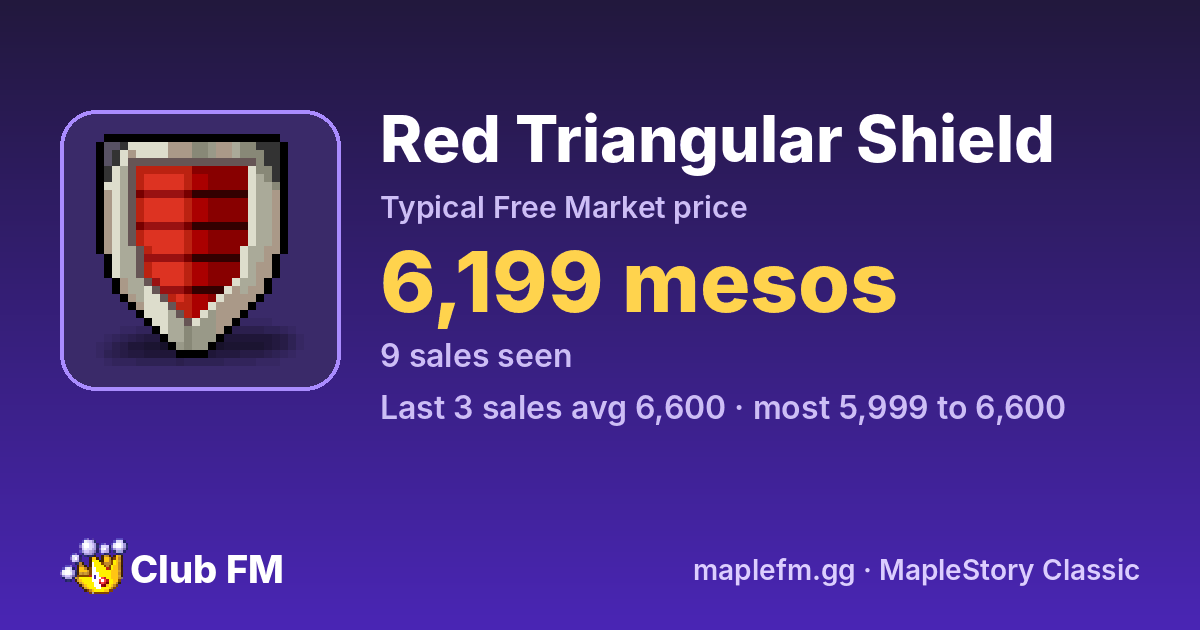 Red Triangular Shield
Typical Free Market price
6,199 mesos
9 sales seen
Last 3 sales avg 6,600 · most 5,999 to 6,600
Club FM
maplefm.gg · MapleStory Classic